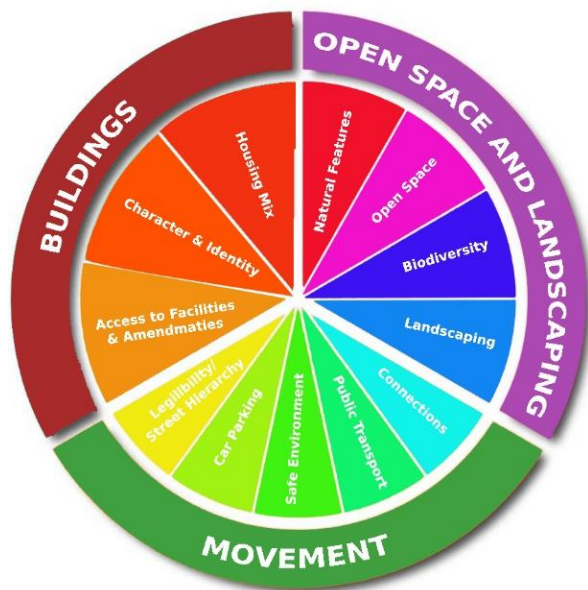 BUILDINGS
OPEN SPACE AND LANDSCAPING
MOVEMENT
Housing Mix
Character & Identity
Access to Facilities
& Amendmaties
Natural Features
Open Space
Biodiversity
Landscaping
Connections
Public Transport
Safe Environment
Car Parking
Legilibility/
Street Hierarchy